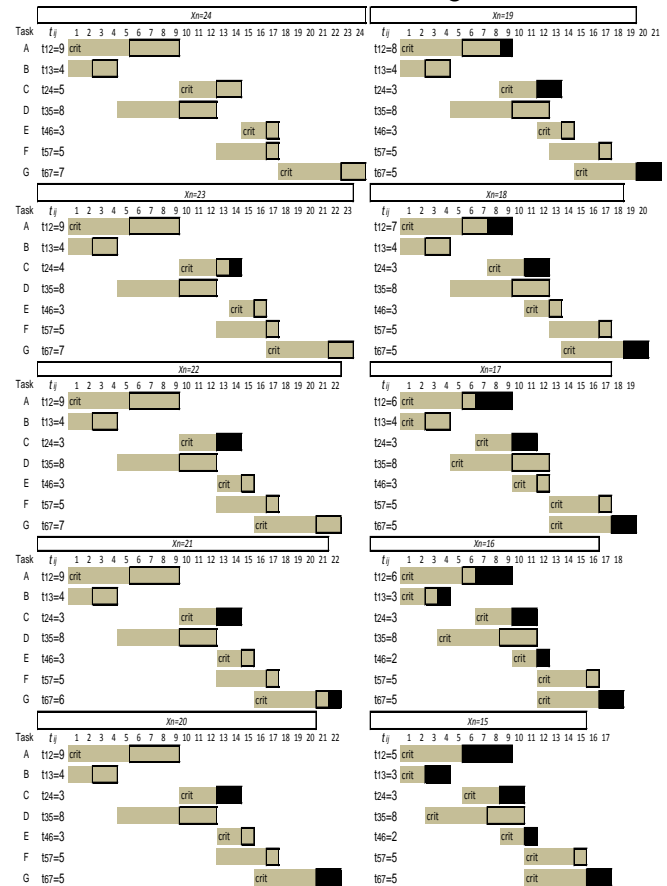 Xn=24
Task tij 1 2 3 4 5 6 7 8 9 10 11 12 13 14 15 16 17 18 19 20 21 22 23 24
A t12=9 crit
B t13=4
C t24=5 crit
D t35=8
E t46=3 crit
F t57=5
G t67=7 crit
Xn=19
1 2 3 4 5 6 7 8 9 10 11 12 13 14 15 16 17 18 19 20 21
t12=8 crit
t13=4
t24=3 crit
t35=8
t46=3 crit
t57=5
t67=5 crit
Xn=23
Task tij 1 2 3 4 5 6 7 8 9 10 11 12 13 14 15 16 17 18 19 20 21 22 23
A t12=9 crit
B t13=4
C t24=4 crit
D t35=8
E t46=3 crit
F t57=5
G t67=7 crit
Xn=18
1 2 3 4 5 6 7 8 9 10 11 12 13 14 15 16 17 18 19 20
t12=7 crit
t13=4
t24=3 crit
t35=8
t46=3 crit
t57=5
t67=5 crit
Xn=22
Task tij 1 2 3 4 5 6 7 8 9 10 11 12 13 14 15 16 17 18 19 20 21 22
A t12=9 crit
B t13=4
C t24=3 crit
D t35=8
E t46=3 crit
F t57=5
G t67=7 crit
Xn=17
1 2 3 4 5 6 7 8 9 10 11 12 13 14 15 16 17 18 19
t12=6 crit
t13=4 crit
t24=3 crit
t35=8 crit
t46=3 crit
t57=5 crit
t67=5 crit
Xn=21
Task tij 1 2 3 4 5 6 7 8 9 10 11 12 13 14 15 16 17 18 19 20 21 22
A t12=9 crit
B t13=4
C t24=3 crit
D t35=8
E t46=3 crit
F t57=5
G t67=6 crit
Xn=16
1 2 3 4 5 6 7 8 9 10 11 12 13 14 15 16 17 18
t12=6 crit
t13=3 crit
t24=3 crit
t35=8 crit
t46=2 crit
t57=5 crit
t67=5 crit
Xn=20
Task tij 1 2 3 4 5 6 7 8 9 10 11 12 13 14 15 16 17 18 19 20 21 22
A t12=9 crit
B t13=4
C t24=3 crit
D t35=8
E t46=3 crit
F t57=5
G t67=5 crit
Xn=15
1 2 3 4 5 6 7 8 9 10 11 12 13 14 15 16 17
t12=5 crit
t13=3 crit
t24=3 crit
t35=8 crit
t46=2 crit
t57=5 crit
t67=5 crit